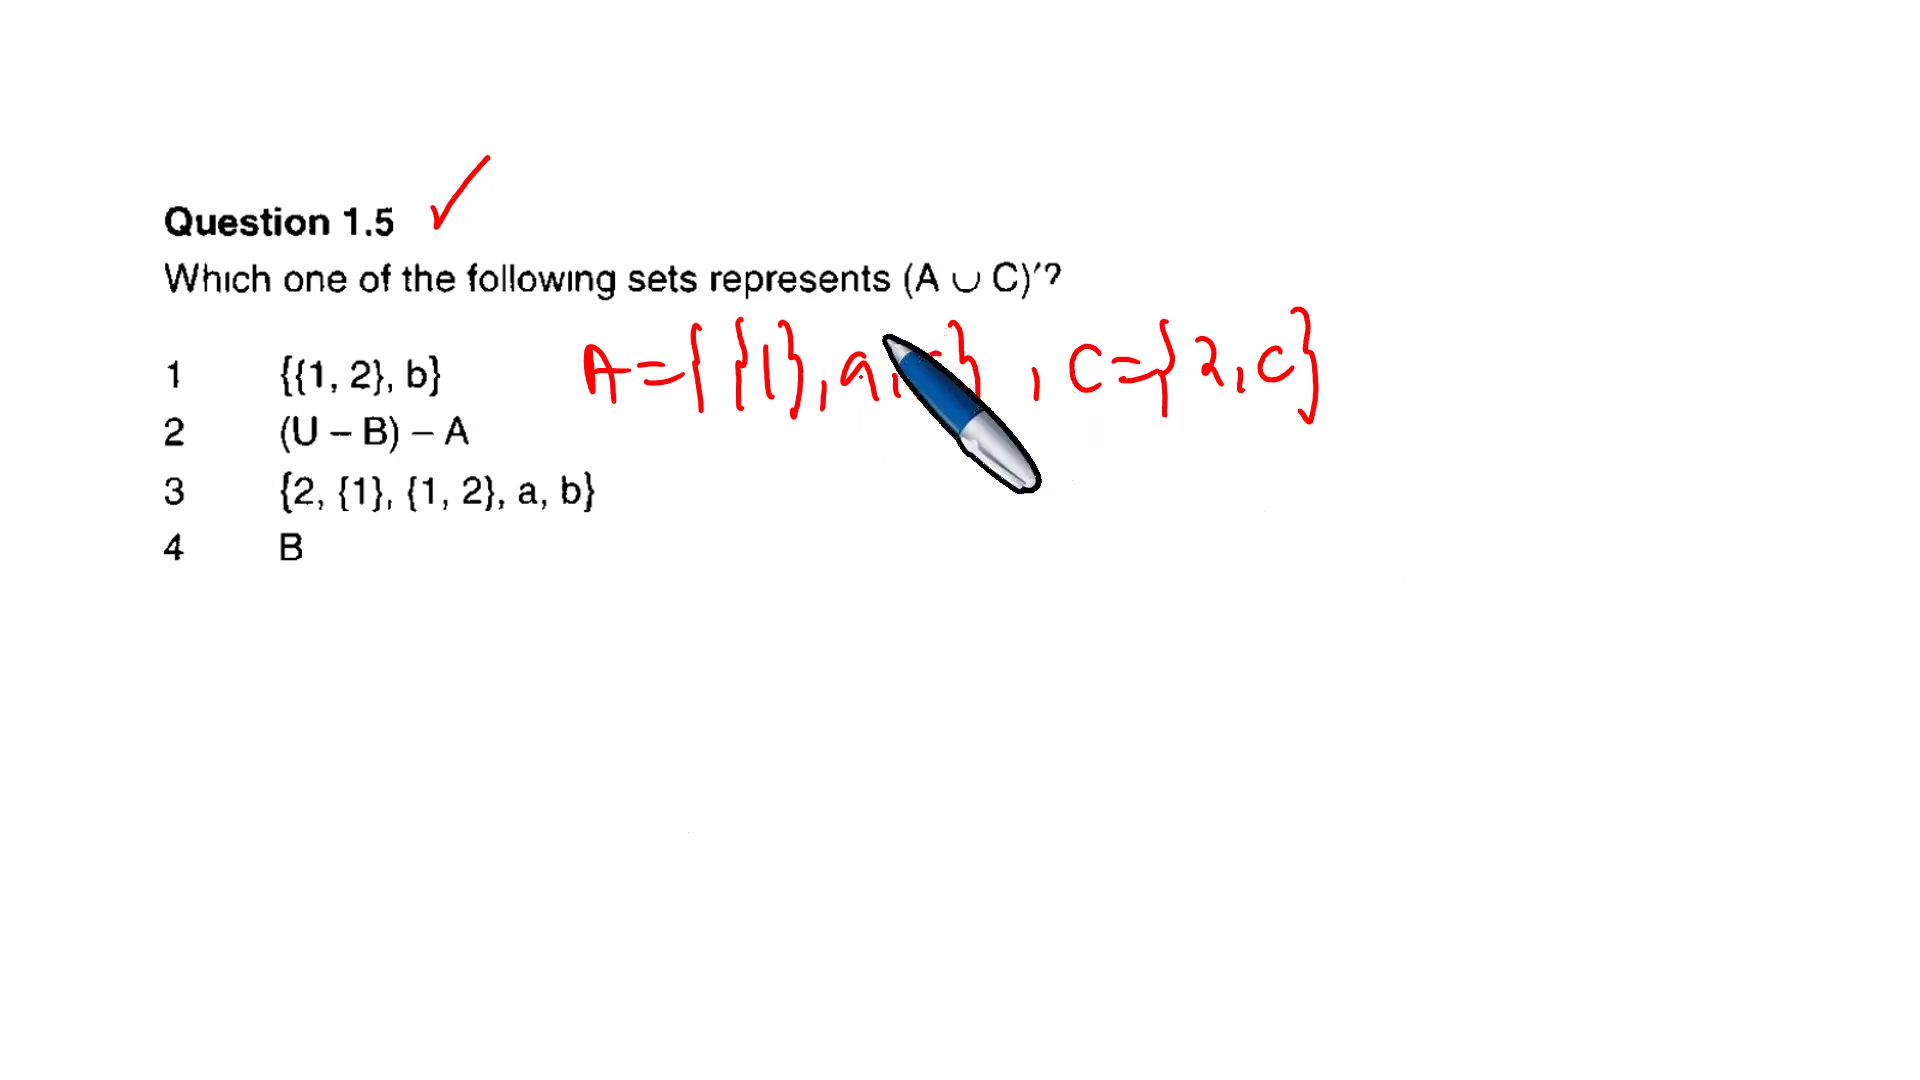 Question 1.5
Which one of the following sets represents (A ∪ C)′?
A={ {1}, a, } , C={ 2, c}
1 {{1, 2}, b}
2 (U – B) – A
3 {2, {1}, {1, 2}, a, b}
4 B